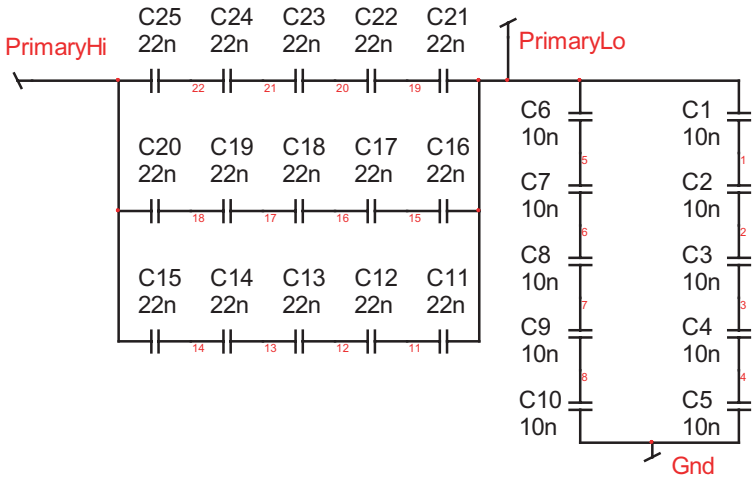 C25 C24 C23 C22 C21
22n 22n 22n 22n 22n
PrimaryHi
PrimaryLo
22 21 20 19
C6 C1
10n 10n
C20 C19 C18 C17 C16
22n 22n 22n 22n 22n
5 1
C7 C2
10n 10n
18 17 16 15
6 2
C8 C3
10n 10n
C15 C14 C13 C12 C11
22n 22n 22n 22n 22n
7 3
C9 C4
10n 10n
14 13 12 11
8 4
C10 C5
10n 10n
Gnd